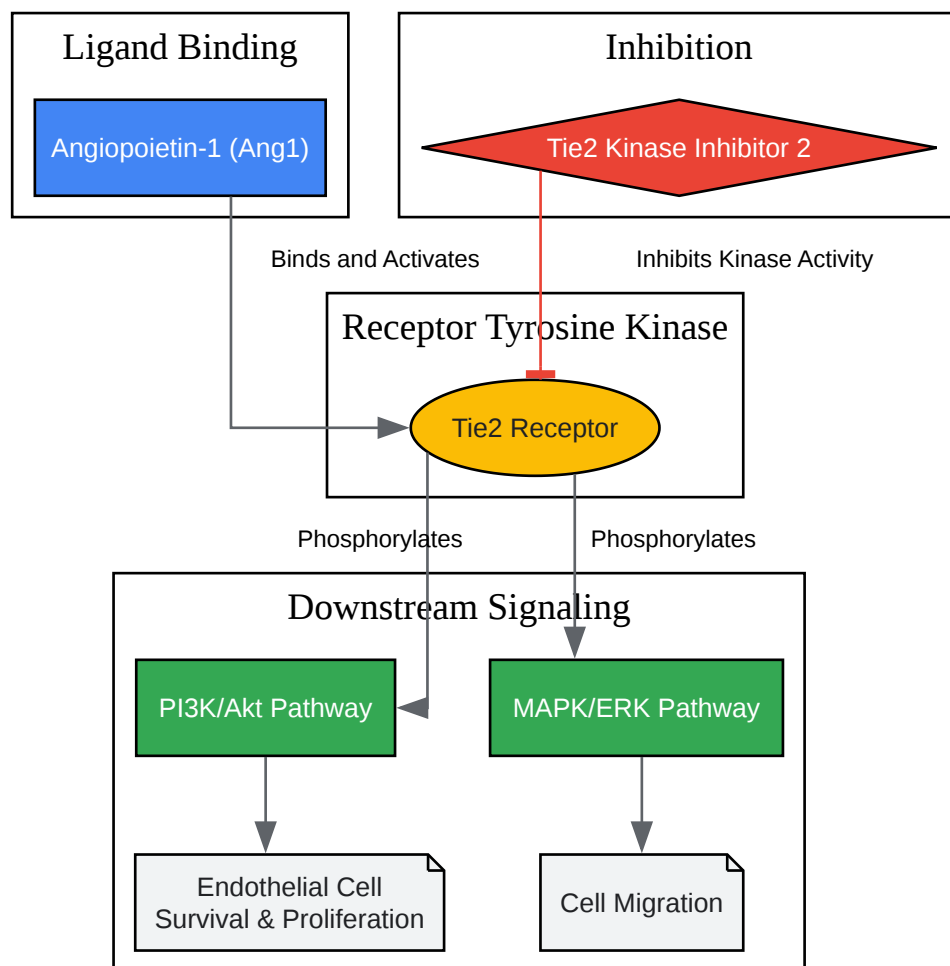 Ligand Binding
Inhibition
Angiopoietin-1 (Ang1)
Tie2 Kinase Inhibitor 2
Binds and Activates
Inhibits Kinase Activity
Receptor Tyrosine Kinase
Tie2 Receptor
Phosphorylates
Phosphorylates
Downstream Signaling
PI3K/Akt Pathway
MAPK/ERK Pathway
Endothelial Cell
Survival & Proliferation
Cell Migration